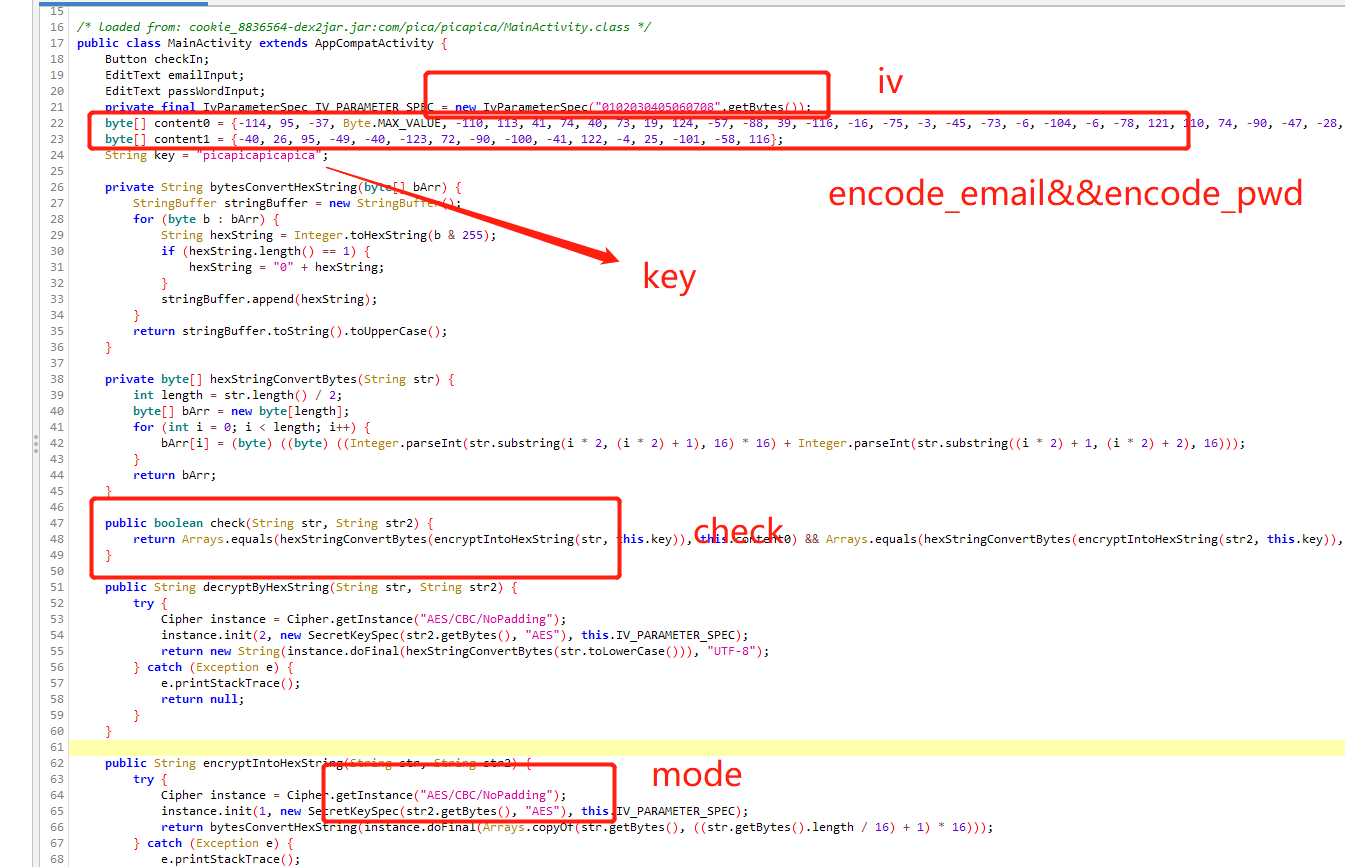 15
16 /* loaded from: cookie_8836564-dex2jar.jar:com/pica/picapica/MainActivity.class */
17 public class MainActivity extends AppCompatActivity {
18 Button checkIn;
19 EditText emailInput;
20 EditText passWordInput;
21 private final IvParameterSpec IV_PARAMETER_SPEC = new IvParameterSpec("0102030405060708".getBytes());
iv
22 byte[] content0 = {-114, 95, -37, Byte.MAX_VALUE, -110, 113, 41, 74, 40, 73, 19, 124, -57, -88, 39, -116, -16, -75, -3, -45, -73, -6, -104, -6, -78, 121, 110, 74, -90, -47, -28,
23 byte[] content1 = {-40, 26, 95, -49, -40, -123, 72, -90, -100, -41, 122, -4, 25, -101, -58, 116};
24 String key = "picapicapicapica";
encode_email&&encode_pwd
25
26 private String bytesConvertHexString(byte[] bArr) {
27 StringBuffer stringBuffer = new StringBuffer();
28 for (byte b : bArr) {
29 String hexString = Integer.toHexString(b & 255);
30 if (hexString.length() == 1) {
31 hexString = "0" + hexString;
key
32 }
33 stringBuffer.append(hexString);
34 }
35 return stringBuffer.toString().toUpperCase();
36 }
37
38 private byte[] hexStringConvertBytes(String str) {
39 int length = str.length() / 2;
40 byte[] bArr = new byte[length];
41 for (int i = 0; i < length; i++) {
42 bArr[i] = (byte) ((byte) ((Integer.parseInt(str.substring(i * 2, (i * 2) + 1), 16) * 16) + Integer.parseInt(str.substring((i * 2) + 1, (i * 2) + 2), 16)));
43 }
44 return bArr;
45 }
46
47 public boolean check(String str, String str2) {
check
48 return Arrays.equals(hexStringConvertBytes(encryptIntoHexString(str, this.key)), this.content0) && Arrays.equals(hexStringConvertBytes(encryptIntoHexString(str2, this.key)),
49 }
50
51 public String decryptByHexString(String str, String str2) {
52 try {
53 Cipher instance = Cipher.getInstance("AES/CBC/NoPadding");
54 instance.init(2, new SecretKeySpec(str2.getBytes(), "AES"), this.IV_PARAMETER_SPEC);
55 return new String(instance.doFinal(hexStringConvertBytes(str.toLowerCase())), "UTF-8");
56 } catch (Exception e) {
57 e.printStackTrace();
58 return null;
59 }
60 }
61
62 public String encryptIntoHexString(String str, String str2) {
mode
63 try {
64 Cipher instance = Cipher.getInstance("AES/CBC/NoPadding");
65 instance.init(1, new SecretKeySpec(str2.getBytes(), "AES"), this.IV_PARAMETER_SPEC);
66 return bytesConvertHexString(instance.doFinal(Arrays.copyOf(str.getBytes(), ((str.getBytes().length / 16) + 1) * 16)));
67 } catch (Exception e) {
68 e.printStackTrace();